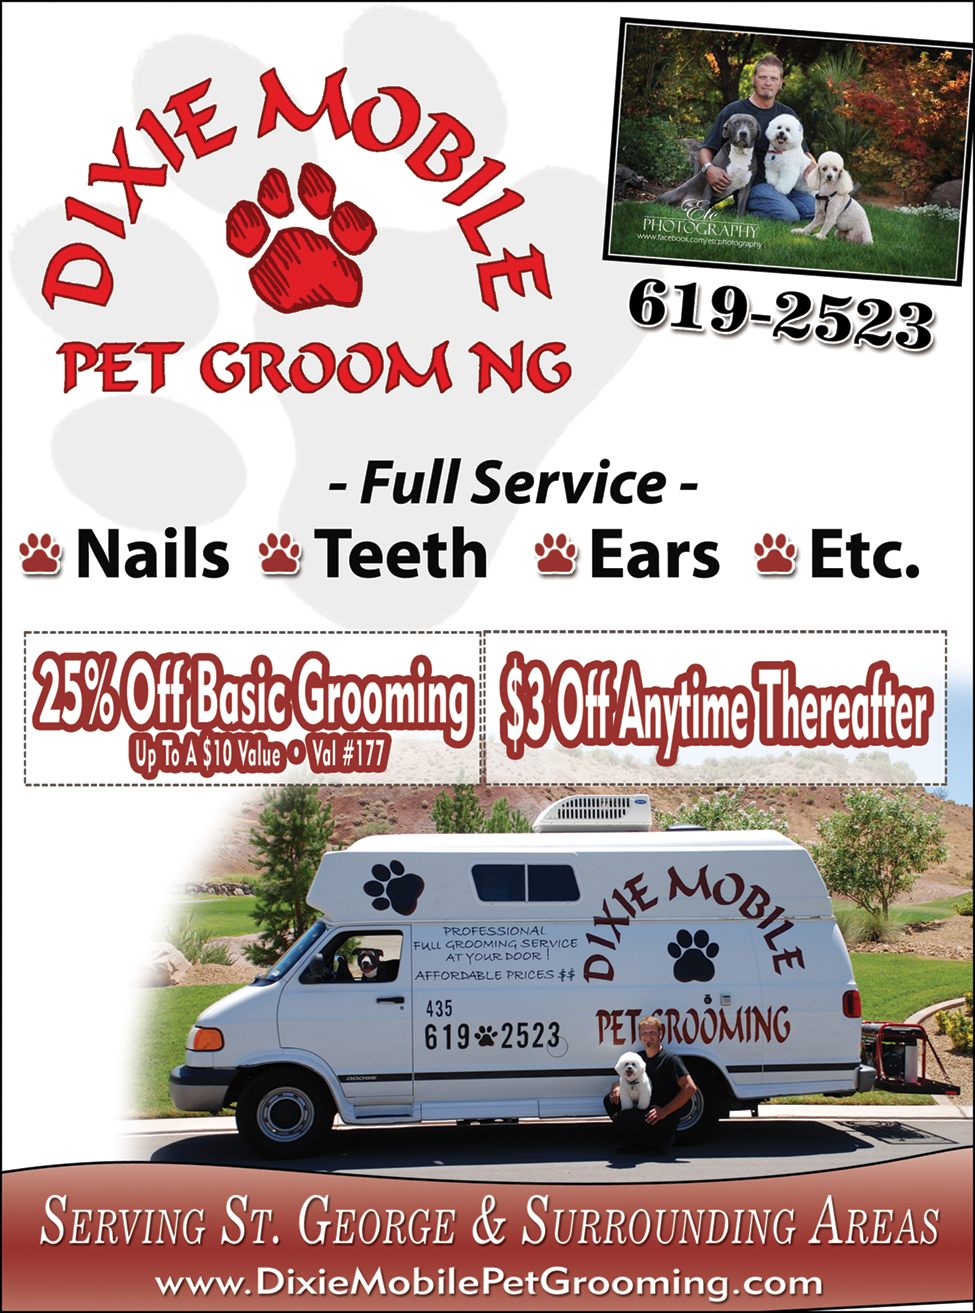 DIXIE MOBILE
PET GROOM NG
Etc
PHOTOGRAPHY
www.facebook.com/etcphotography
619-2523
- Full Service -
Nails Teeth Ears Etc.
25% Off Basic Grooming
Up To A $10 Value • Val #177
$3 Off Anytime Thereafter
PROFESSIONAL
FULL GROOMING SERVICE
AT YOUR DOOR !
AFFORDABLE PRICES $$
435
619 2523
DIXIE MOBILE
PET GROOMING
DODGE
SERVING ST. GEORGE & SURROUNDING AREAS
www.DixieMobilePetGrooming.com